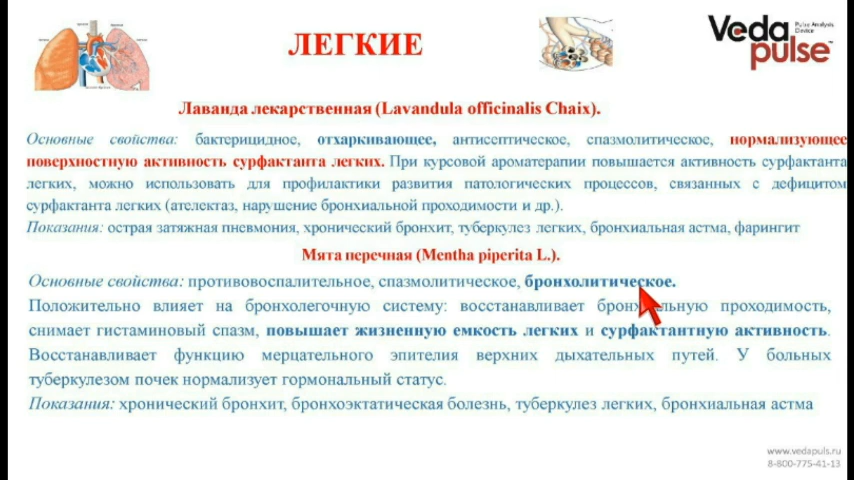 ЛЕГКИЕ
Veda
pulse™
Pulse Analysis
Device
Лаванда лекарственная (Lavandula officinalis Chaix).
Основные свойства: бактерицидное, отхаркивающее, антисептическое, спазмолитическое, нормализующее
поверхностную активность сурфактанта легких. При курсовой ароматерапии повышается активность сурфактанта
легких, можно использовать для профилактики развития патологических процессов, связанных с дефицитом
сурфактанта легких (ателектаз, нарушение бронхиальной проходимости и др.).
Показания: острая затяжная пневмония, хронический бронхит, туберкулез легких, бронхиальная астма, фарингит
Мята перечная (Mentha piperita L.).
Основные свойства: противовоспалительное, спазмолитическое, бронхолитическое.
Положительно влияет на бронхолегочную систему: восстанавливает бронхиальную проходимость,
снимает гистаминовый спазм, повышает жизненную емкость легких и сурфактантную активность.
Восстанавливает функцию мерцательного эпителия верхних дыхательных путей. У больных
туберкулезом почек нормализует гормональный статус.
Показания: хронический бронхит, бронхоэктатическая болезнь, туберкулез легких, бронхиальная астма
www.vedapuls.ru
8-800-775-41-13